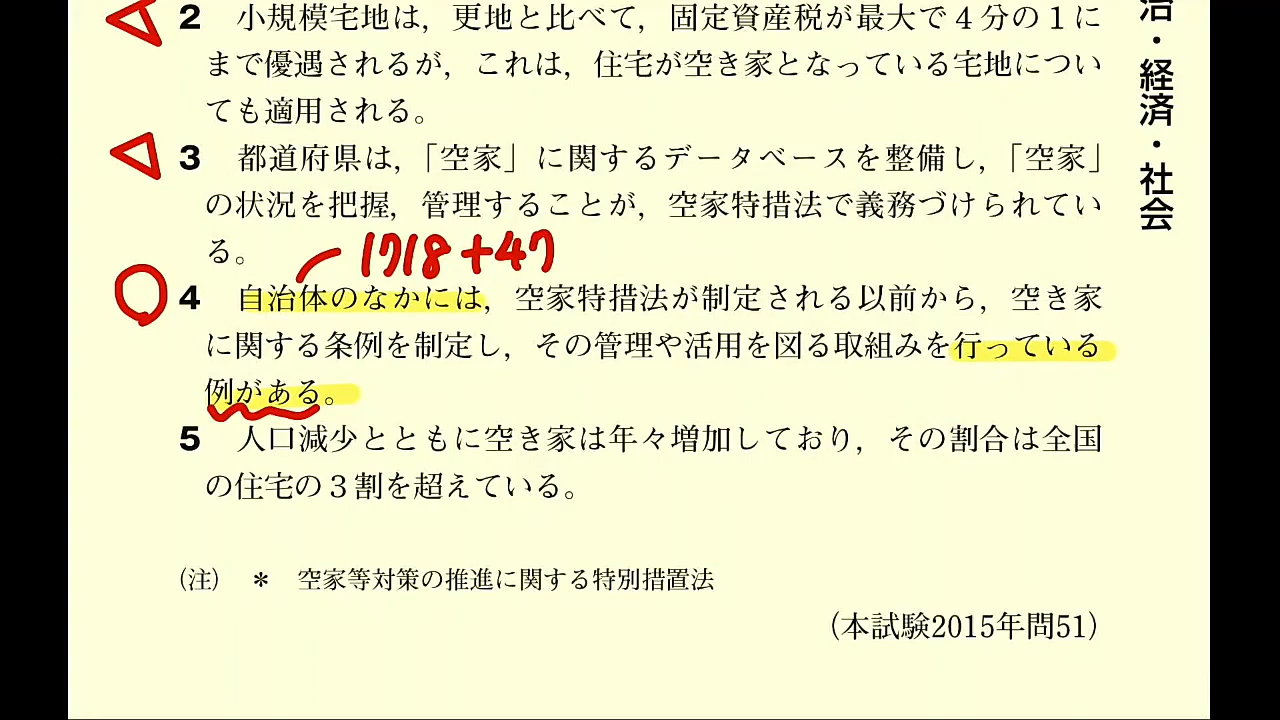 2　小規模宅地は，更地と比べて，固定資産税が最大で４分の１に
まで優遇されるが，これは，住宅が空き家となっている宅地につい
ても適用される。
3　都道府県は，「空家」に関するデータベースを整備し，「空家」
の状況を把握，管理することが，空家特措法で義務づけられてい
る。
1718+47
4　自治体のなかには，空家特措法が制定される以前から，空き家
に関する条例を制定し，その管理や活用を図る取組みを行っている
例がある。
5　人口減少とともに空き家は年々増加しており，その割合は全国
の住宅の３割を超えている。
（注）　＊　空家等対策の推進に関する特別措置法
（本試験2015年問51）
治・経済・社会